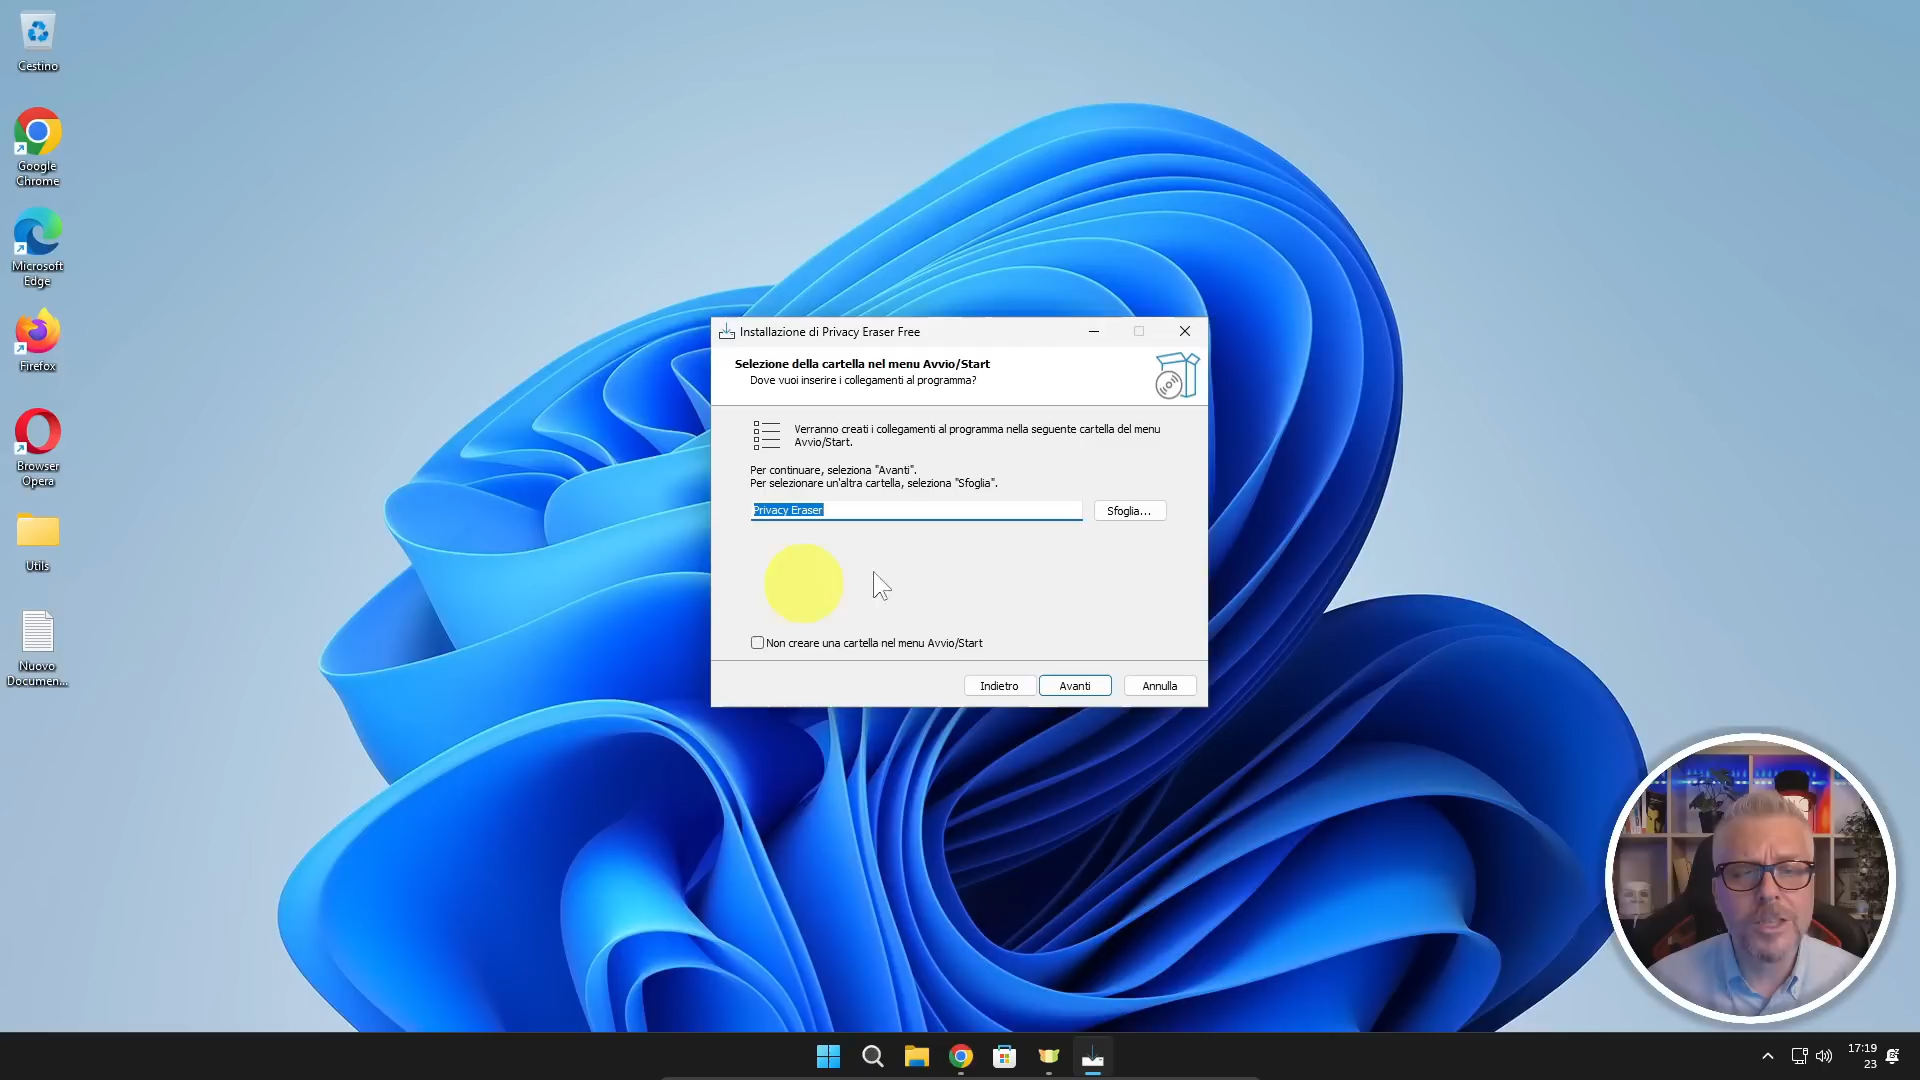 Cestino
Google
Chrome
Microsoft
Edge
Firefox
Browser
Opera
Utils
Nuovo
Documen...
Installazione di Privacy Eraser Free
Selezione della cartella nel menu Avvio/Start
Dove vuoi inserire i collegamenti al programma?
Verranno creati i collegamenti al programma nella seguente cartella del menu
Avvio/Start.
Per continuare, seleziona "Avanti".
Per selezionare un'altra cartella, seleziona "Sfoglia".
Privacy Eraser
Sfoglia...
Non creare una cartella nel menu Avvio/Start
Indietro
Avanti
Annulla
17:19
23